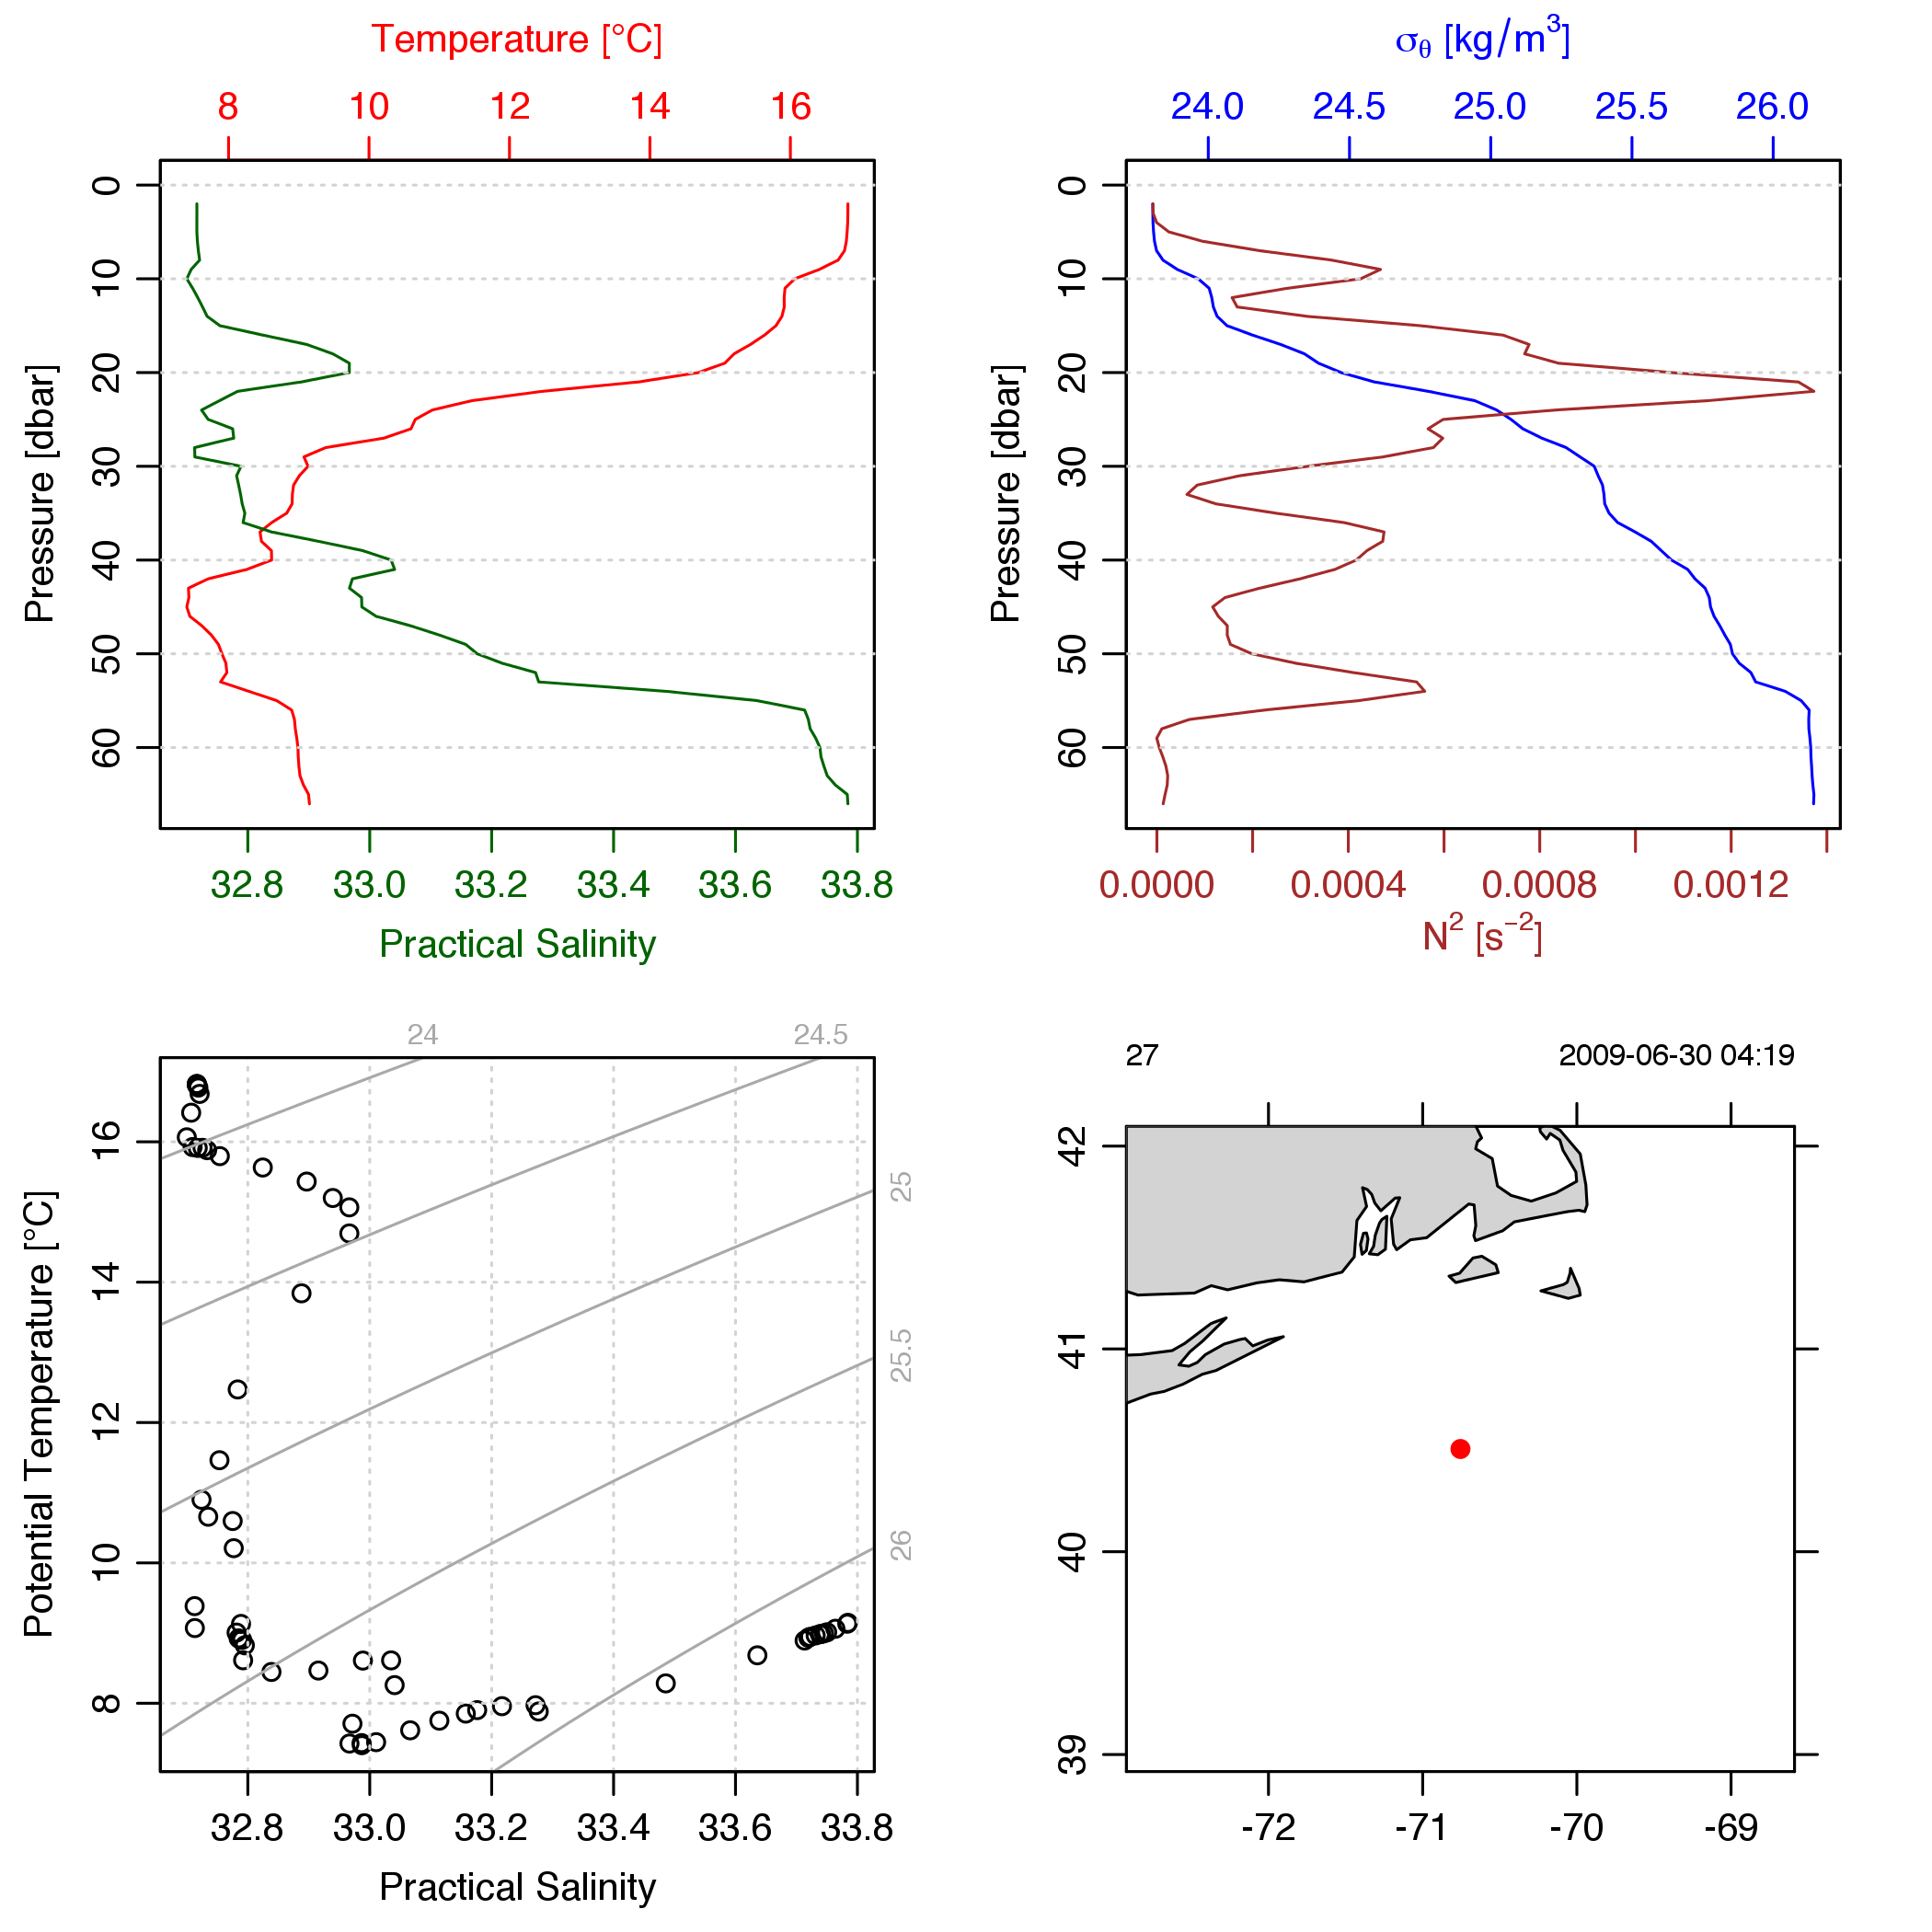 Temperature [°C]
8 10 12 14 16
Pressure [dbar]
0 10 20 30 40 50 60
32.8 33.0 33.2 33.4 33.6 33.8
Practical Salinity
σθ [kg/m³]
24.0 24.5 25.0 25.5 26.0
Pressure [dbar]
0 10 20 30 40 50 60
0.0000 0.0004 0.0008 0.0012
N² [s⁻²]
24 24.5
25
25.5
26
Potential Temperature [°C]
16 14 12 10 8
32.8 33.0 33.2 33.4 33.6 33.8
Practical Salinity
27 2009-06-30 04:19
42 41 40 39
-72 -71 -70 -69